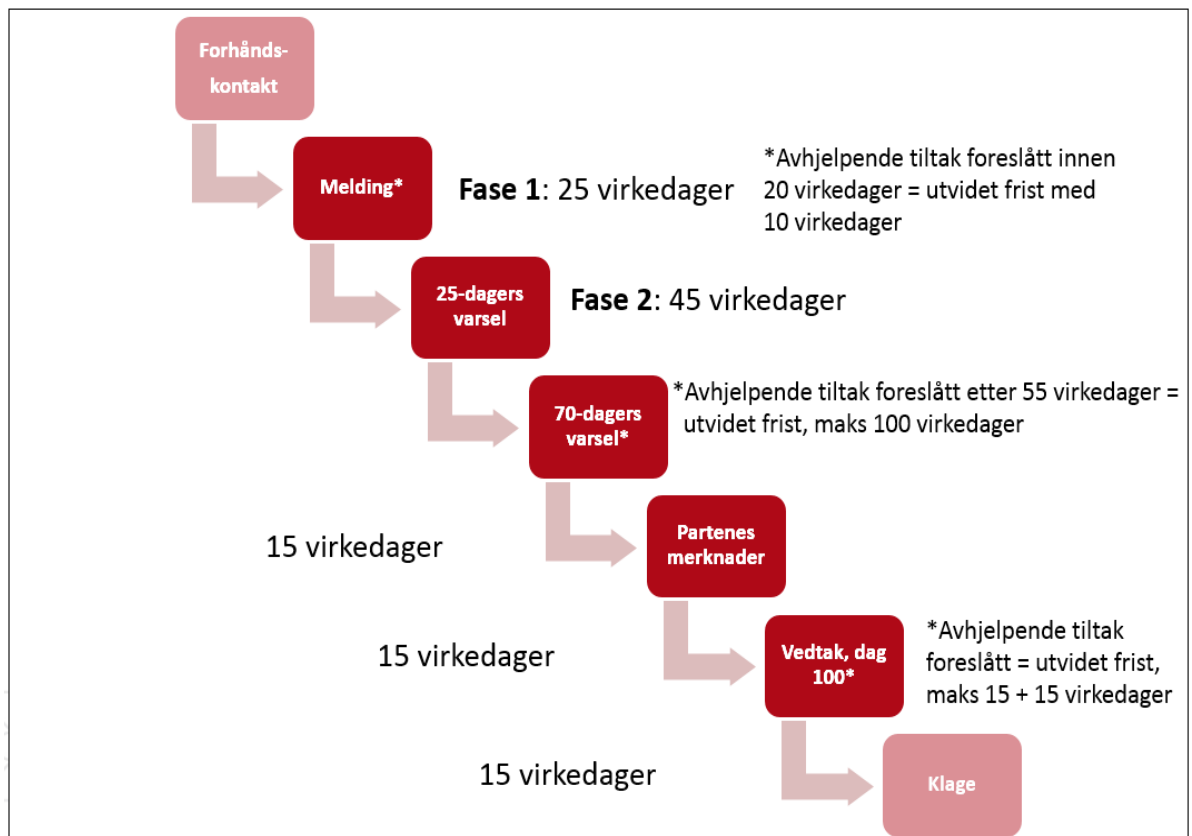 Forhånds-
kontakt
Melding*
Fase 1: 25 virkedager
*Avhjelpende tiltak foreslått innen
20 virkedager = utvidet frist med
10 virkedager
25-dagers
varsel
Fase 2: 45 virkedager
70-dagers
varsel*
*Avhjelpende tiltak foreslått etter 55 virkedager =
utvidet frist, maks 100 virkedager
15 virkedager
Partenes
merknader
15 virkedager
Vedtak, dag
100*
*Avhjelpende tiltak
foreslått = utvidet frist,
maks 15 + 15 virkedager
15 virkedager
Klage